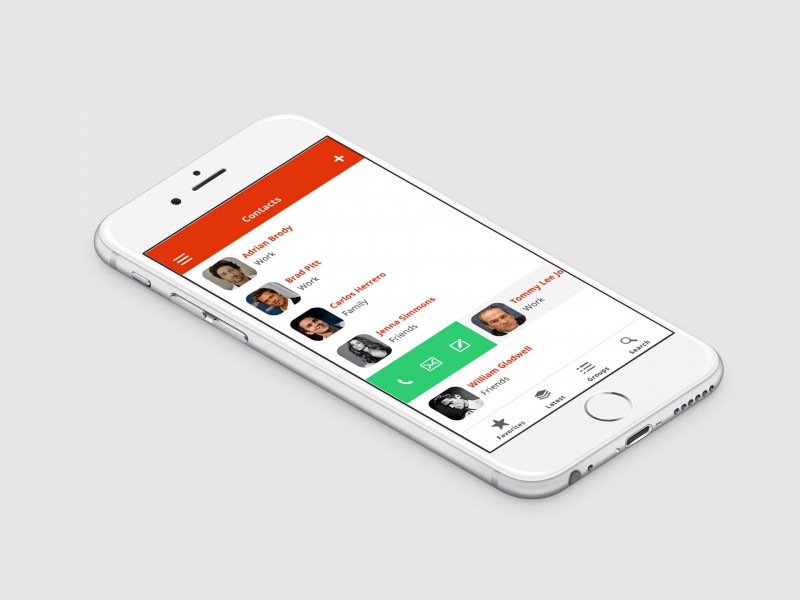 Contacts
Adrian Brody
Work
Brad Pitt
Work
Carlos Herrero
Family
Jenna Simmons
Friends
Tommy Lee Jo
Work
William Gladwell
Friends
Favorites
Latest
Groups
Search